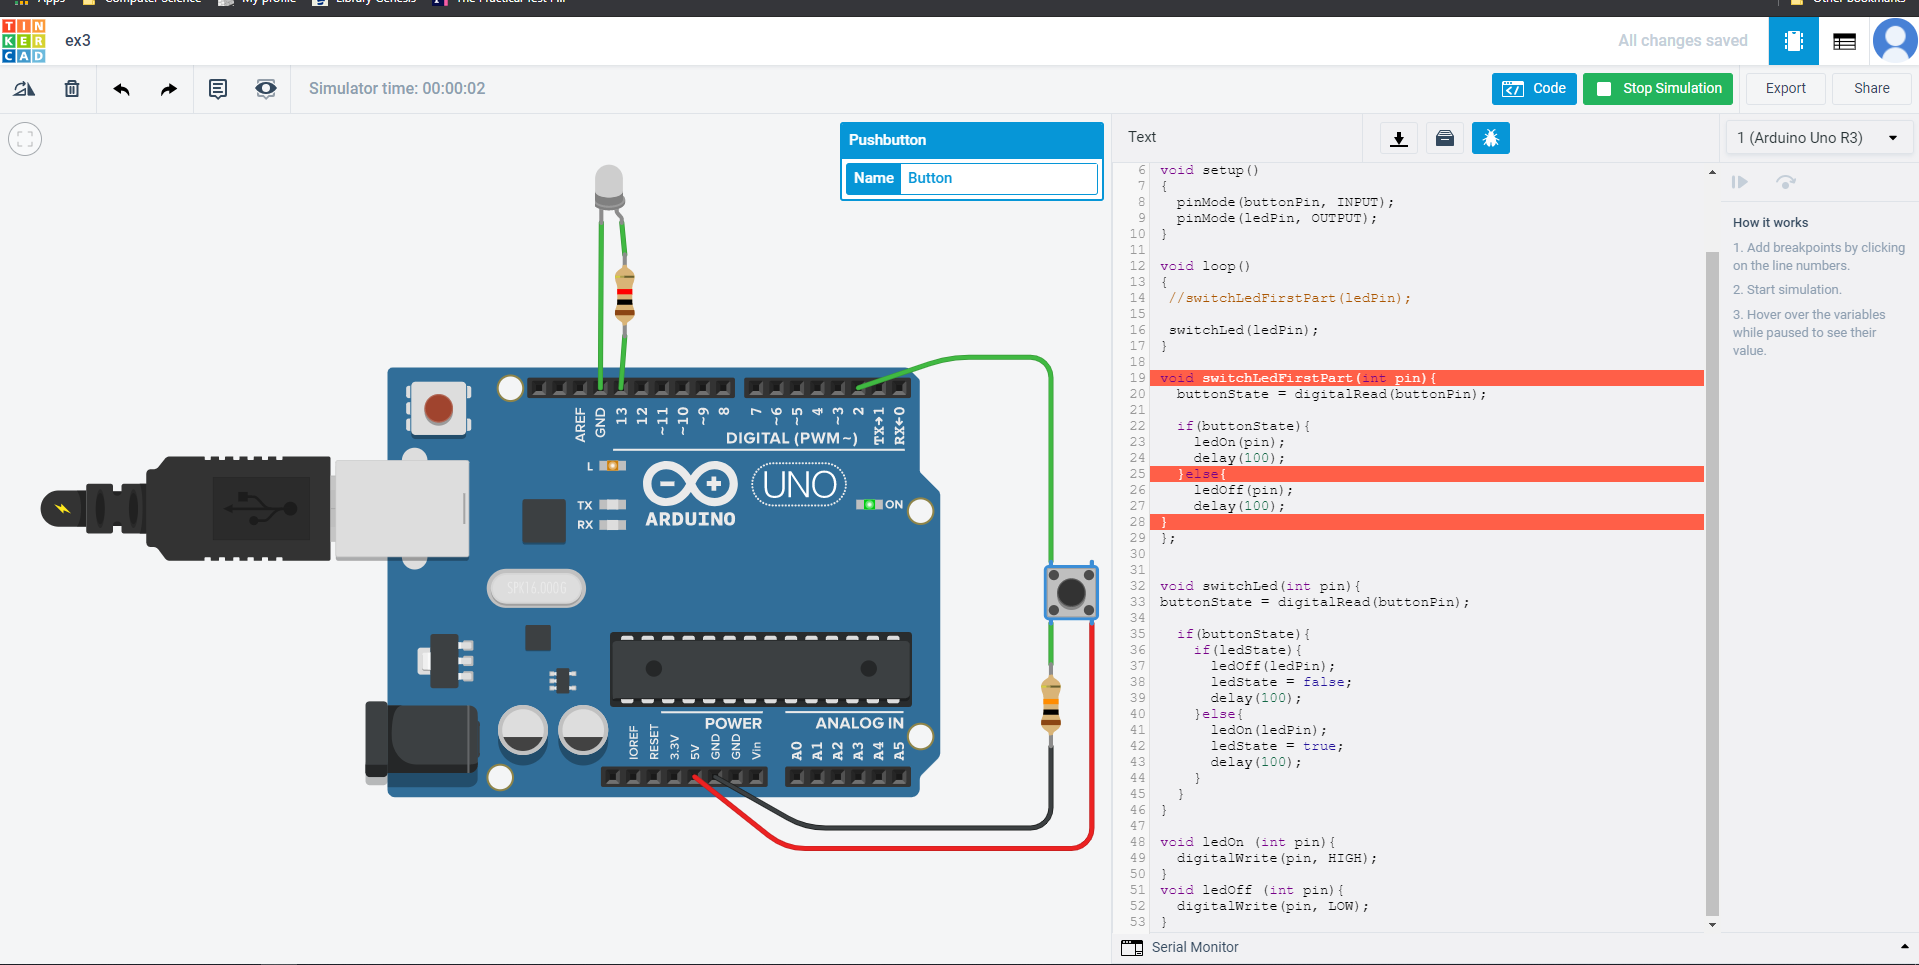 Apps
Computer Science
My profile
Library Genesis
The Practical Test Pi
Other bookmarks
TINKERCAD
ex3
All changes saved
Simulator time: 00:00:02
Code
Stop Simulation
Export
Share
Pushbutton
Name Button
Text
1 (Arduino Uno R3)
How it works
1. Add breakpoints by clicking
on the line numbers.
2. Start simulation.
3. Hover over the variables
while paused to see their
value.
6 void setup()
7 {
8 pinMode(buttonPin, INPUT);
9 pinMode(ledPin, OUTPUT);
10 }
11
12 void loop()
13 {
14 //switchLedFirstPart(ledPin);
15
16 switchLed(ledPin);
17 }
18
19 void switchLedFirstPart(int pin){
20 buttonState = digitalRead(buttonPin);
21
22 if(buttonState){
23 ledOn(pin);
24 delay(100);
25 }else{
26 ledOff(pin);
27 delay(100);
28 }
29 };
30
31
32 void switchLed(int pin){
33 buttonState = digitalRead(buttonPin);
34
35 if(buttonState){
36 if(ledState){
37 ledOff(ledPin);
38 ledState = false;
39 delay(100);
40 }else{
41 ledOn(ledPin);
42 ledState = true;
43 delay(100);
44 }
45 }
46 }
47
48 void ledOn (int pin){
49 digitalWrite(pin, HIGH);
50 }
51 void ledOff (int pin){
52 digitalWrite(pin, LOW);
53 }
Serial Monitor
AREF
GND
13
12
~11
~10
~9
8
7
~6
~5
4
~3
2
TX→1
RX←0
DIGITAL (PWM~)
L
TX
RX
ARDUINO
UNO
ON
SPK16.000G
IOREF
RESET
3.3V
5V
GND
GND
Vin
POWER
ANALOG IN
A0
A1
A2
A3
A4
A5